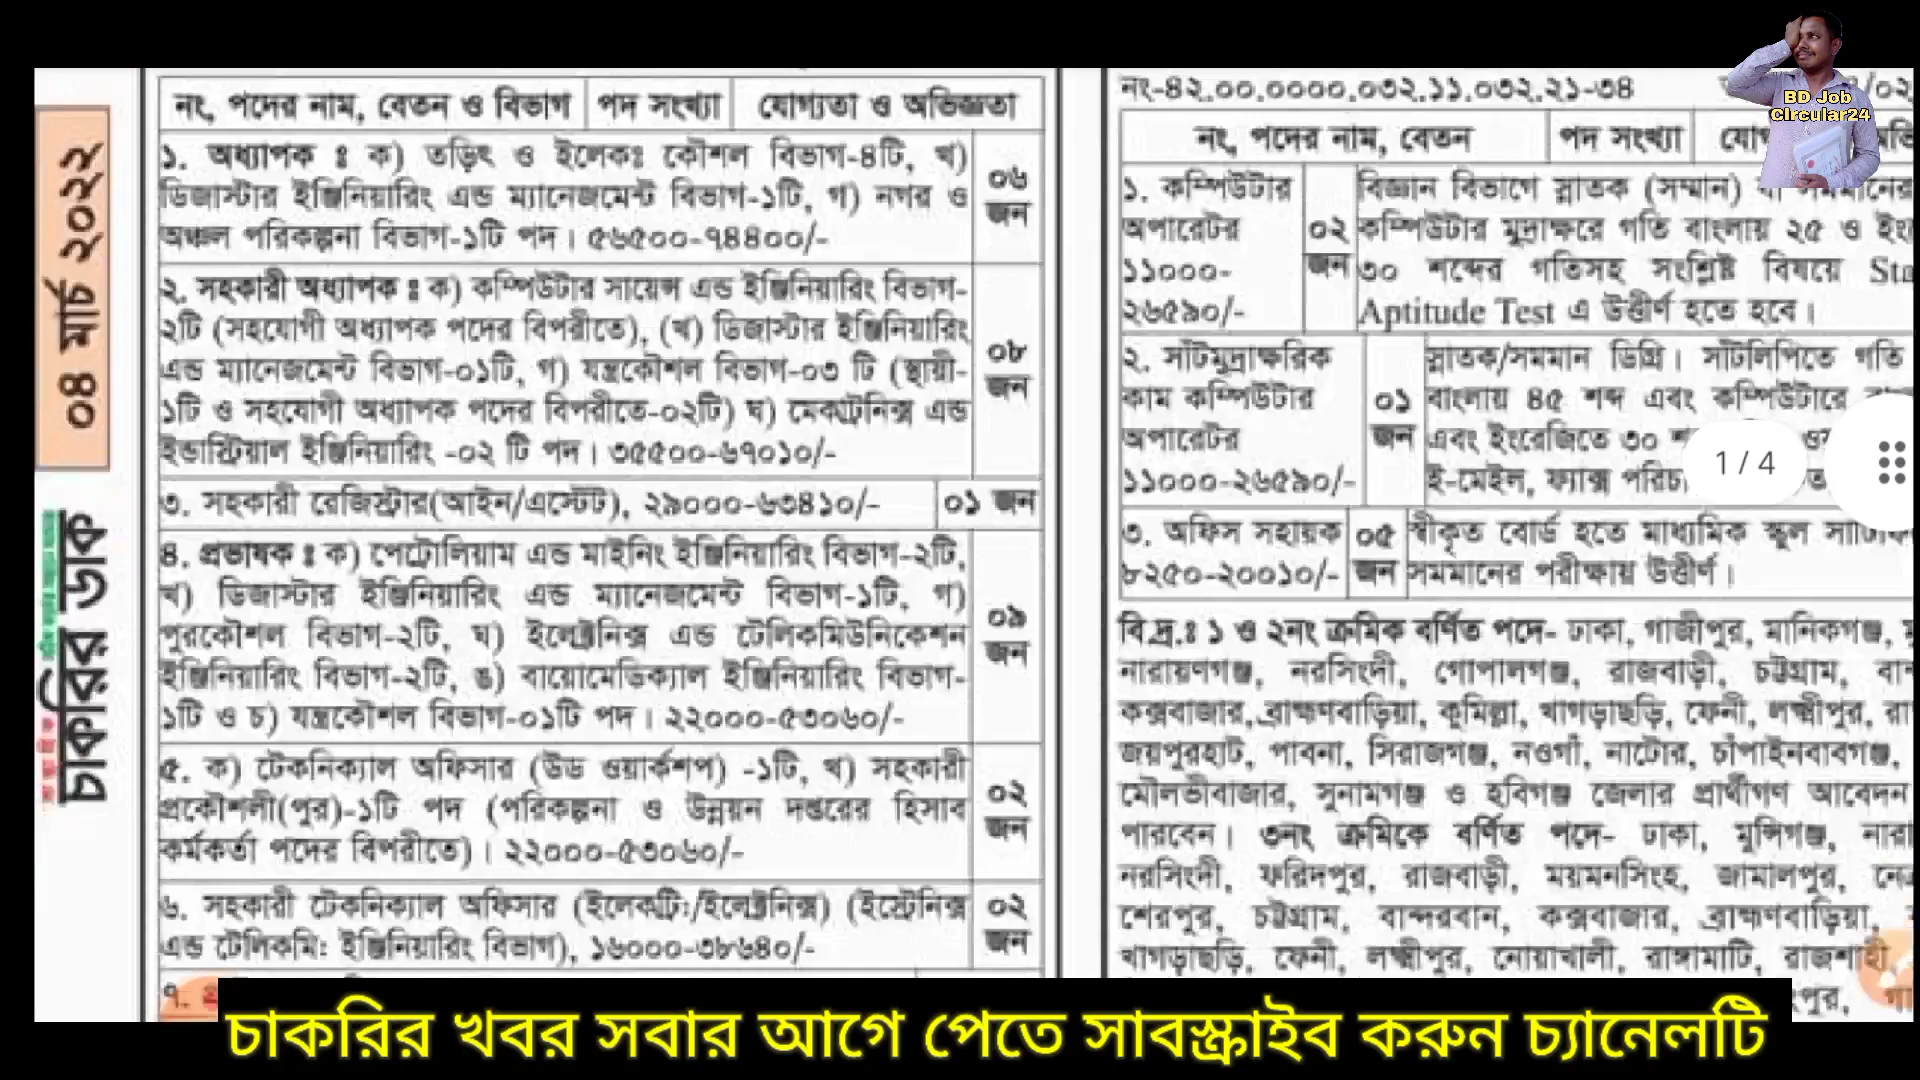 ০৪ মার্চ ২০২২
চাকরির ডাক
নং, পদের নাম, বেতন ও বিভাগ
পদ সংখ্যা
যোগ্যতা ও অভিজ্ঞতা
১. অধ্যাপক ঃ ক) তড়িৎ ও ইলেকঃ কৌশল বিভাগ-৪টি, খ)
ডিজাস্টার ইঞ্জিনিয়ারিং এন্ড ম্যানেজমেন্ট বিভাগ-১টি, গ) নগর ও
অঞ্চল পরিকল্পনা বিভাগ-১টি পদ। ৫৬৫০০-৭৪৪০০/-
০৬
জন
২. সহকারী অধ্যাপক ঃ ক) কম্পিউটার সায়েন্স এন্ড ইঞ্জিনিয়ারিং বিভাগ-
২টি (সহযোগী অধ্যাপক পদের বিপরীতে), (খ) ডিজাস্টার ইঞ্জিনিয়ারিং
এন্ড ম্যানেজমেন্ট বিভাগ-০১টি, গ) যন্ত্রকৌশল বিভাগ-০৩ টি (স্থায়ী-
১টি ও সহযোগী অধ্যাপক পদের বিপরীতে-০২টি) ঘ) মেকাট্রনিক্স এন্ড
ইন্ডাস্ট্রিয়াল ইঞ্জিনিয়ারিং -০২ টি পদ। ৩৫৫০০-৬৭০১০/-
০৮
জন
৩. সহকারী রেজিস্ট্রার(আইন/এস্টেট), ২৯০০০-৬৩৪১০/-
০১ জন
৪. প্রভাষক ঃ ক) পেট্রোলিয়াম এন্ড মাইনিং ইঞ্জিনিয়ারিং বিভাগ-২টি,
খ) ডিজাস্টার ইঞ্জিনিয়ারিং এন্ড ম্যানেজমেন্ট বিভাগ-১টি, গ)
পুরকৌশল বিভাগ-২টি, ঘ) ইলেক্ট্রনিক্স এন্ড টেলিকমিউনিকেশন
ইঞ্জিনিয়ারিং বিভাগ-২টি, ঙ) বায়োমেডিক্যাল ইঞ্জিনিয়ারিং বিভাগ-
১টি ও চ) যন্ত্রকৌশল বিভাগ-০১টি পদ। ২২০০০-৫৩০৬০/-
০৯
জন
৫. ক) টেকনিক্যাল অফিসার (উড ওয়ার্কশপ) -১টি, খ) সহকারী
প্রকৌশলী(পুর)-১টি পদ (পরিকল্পনা ও উন্নয়ন দপ্তরের হিসাব
কর্মকর্তা পদের বিপরীতে)। ২২০০০-৫৩০৬০/-
০২
জন
৬. সহকারী টেকনিক্যাল অফিসার (ইলেকট্রিঃ/ইলেক্ট্রনিক্স) (ইস্ট্রেনিক্স
এন্ড টেলিকমি: ইঞ্জিনিয়ারিং বিভাগ), ১৬০০০-৩৮৬৪০/-
০২
জন
৭.
নং-৪২.০০.০০০০.০৩২.১১.০৩২.২১-৩৪
/০২
নং, পদের নাম, বেতন
পদ সংখ্যা
১. কম্পিউটার
অপারেটর
১১০০০-
২৬৫৯০/-
০২
জন
বিজ্ঞান বিভাগে স্নাতক (সম্মান) বা সমমানের
কম্পিউটার মুদ্রাক্ষরে গতি বাংলায় ২৫ ও ইং
৩০ শব্দের গতিসহ সংশ্লিষ্ট বিষয়ে Sta
Aptitude Test এ উত্তীর্ণ হতে হবে।
২. সাঁটমুদ্রাক্ষরিক
কাম কম্পিউটার
অপারেটর
১১০০০-২৬৫৯০/-
০১
জন
স্নাতক/সমমান ডিগ্রি। সাঁটলিপিতে গতি
বাংলায় ৪৫ শব্দ এবং কম্পিউটারে
এবং ইংরেজিতে ৩০
ই-মেইল, ফ্যাক্স
৩. অফিস সহায়ক
৮২৫০-২০০১০/-
০৫
জন
স্বীকৃত বোর্ড হতে মাধ্যমিক স্কুল
সমমানের পরীক্ষায় উত্তীর্ণ।
বি.দ্র.ঃ ১ ও ২নং ক্রমিক বর্ণিত পদে- ঢাকা, গাজীপুর, মানিকগঞ্জ,
নারায়ণগঞ্জ, নরসিংদী, গোপালগঞ্জ, রাজবাড়ী, চট্টগ্রাম,
কক্সবাজার, ব্রাহ্মণবাড়িয়া, কুমিল্লা, খাগড়াছড়ি, ফেনী, লক্ষ্মীপুর,
জয়পুরহাট, পাবনা, সিরাজগঞ্জ, নওগাঁ, নাটোর, চাঁপাইনবাবগঞ্জ,
মৌলভীবাজার, সুনামগঞ্জ ও হবিগঞ্জ জেলার প্রার্থীগণ আবেদন
পারবেন। ৩নং ক্রমিকে বর্ণিত পদে- ঢাকা, মুন্সিগঞ্জ,
নরসিংদী, ফরিদপুর, রাজবাড়ী, ময়মনসিংহ, জামালপুর,
শেরপুর, চট্টগ্রাম, বান্দরবান, কক্সবাজার, ব্রাহ্মণবাড়িয়া,
খাগড়াছড়ি, ফেনী, লক্ষ্মীপুর, নোয়াখালী, রাঙ্গামাটি, রাজশাহী
1 / 4
BD Job
CIrcular24
চাকরির খবর সবার আগে পেতে সাবস্ক্রাইব করুন চ্যানেলটি